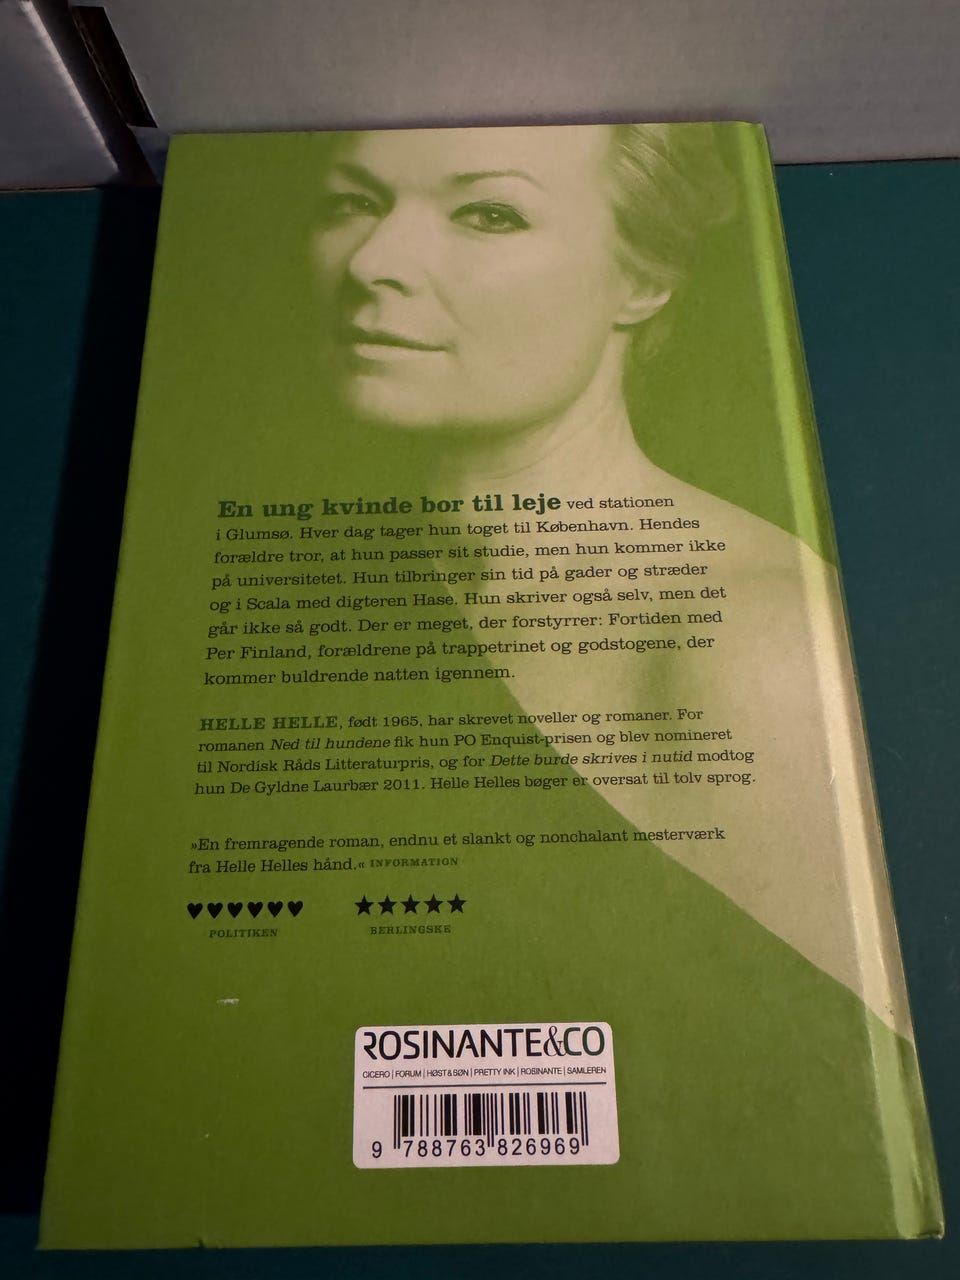 En ung kvinde bor til leje ved stationen
i Glumsø. Hver dag tager hun toget til København. Hendes
forældre tror, at hun passer sit studie, men hun kommer ikke
på universitetet. Hun tilbringer sin tid på gader og stræder
og i Scala med digteren Hase. Hun skriver også selv, men det
går ikke så godt. Der er meget, der forstyrrer: Fortiden med
Per Finland, forældrene på trappetrinet og godstogene, der
kommer buldrende natten igennem.
HELLE HELLE, født 1965, har skrevet noveller og romaner. For
romanen Ned til hundene fik hun PO Enquist-prisen og blev nomineret
til Nordisk Råds Litteraturpris, og for Dette burde skrives i nutid modtog
hun De Gyldne Laurbær 2011. Helle Helles bøger er oversat til tolv sprog.
»En fremragende roman, endnu et slankt og nonchalant mesterværk
fra Helle Helles hånd.« INFORMATION
♥♥♥♥♥♥ ★★★★★
POLITIKEN BERLINGSKE
ROSINANTE&CO
CICERO | FORUM | HØST & SØN | PRETTY INK | ROSINANTE | SAMLEREN
9 788763 826969